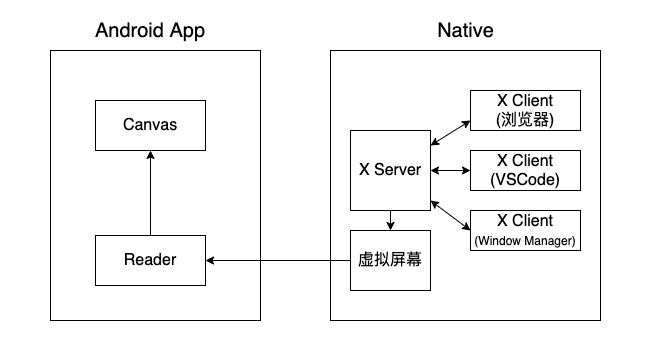 Android App
Canvas
Reader
Native
X Server
虚拟屏幕
X Client
(浏览器)
X Client
(VSCode)
X Client
(Window Manager)